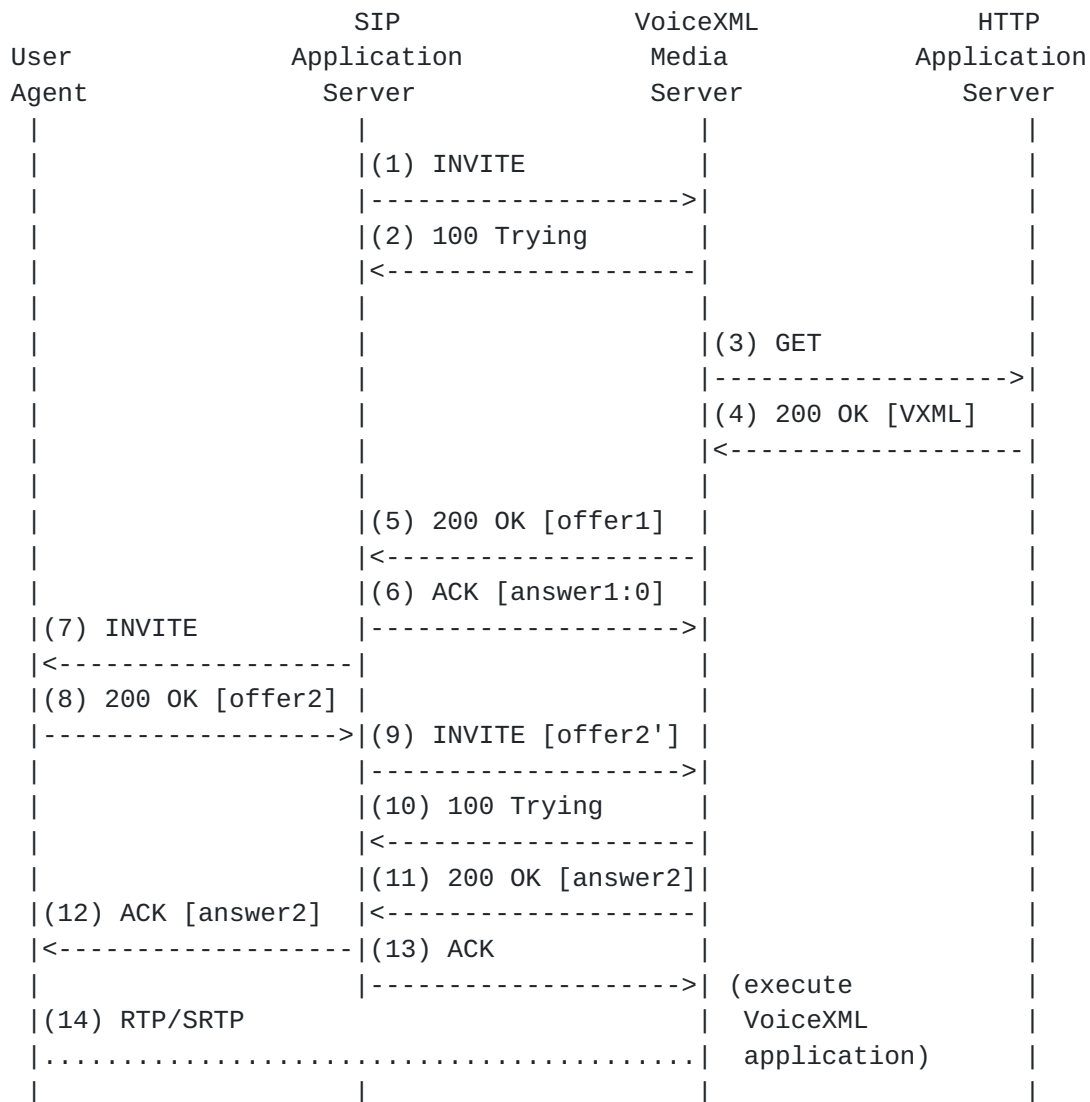 SIP VoiceXML HTTP
User Application Media Application
Agent Server Server Server
(1) INVITE
(2) 100 Trying
(3) GET
(4) 200 OK [VXML]
(5) 200 OK [offer1]
(6) ACK [answer1:0]
(7) INVITE
(8) 200 OK [offer2]
(9) INVITE [offer2']
(10) 100 Trying
(11) 200 OK [answer2]
(12) ACK [answer2]
(13) ACK
(execute
(14) RTP/SRTP VoiceXML
application)